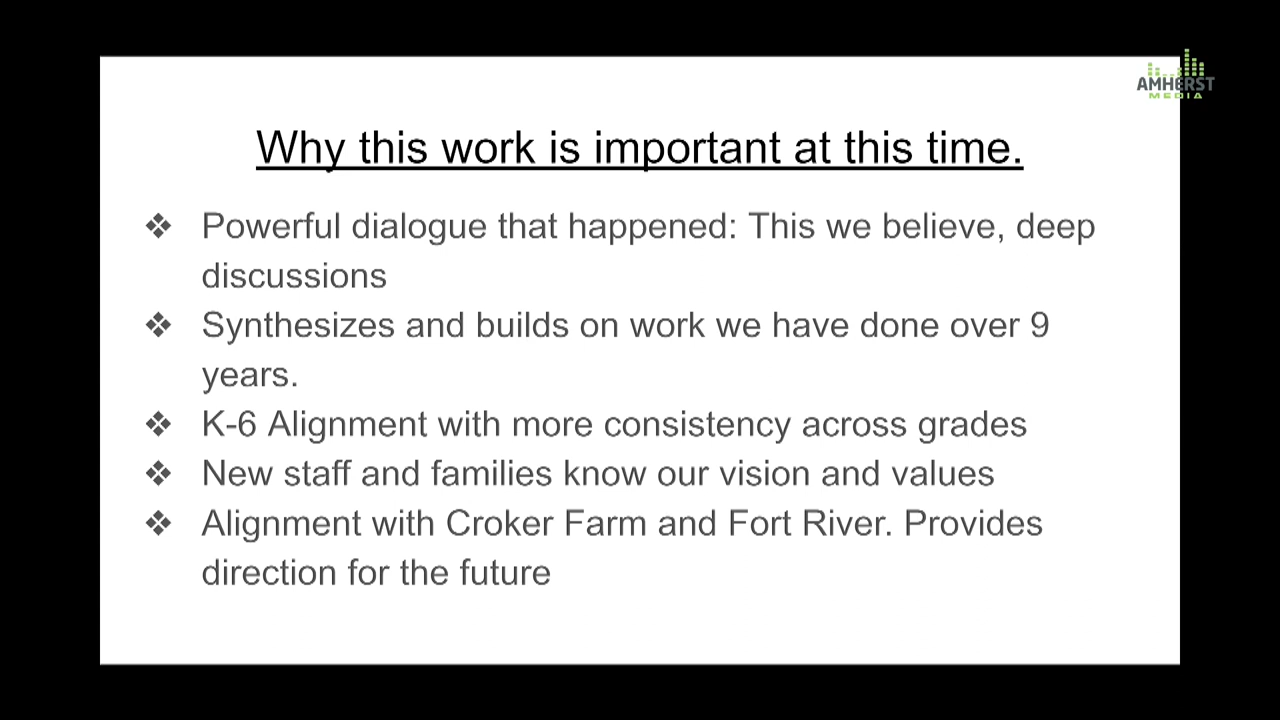 AMHERST
MEDIA
Why this work is important at this time.
❖ Powerful dialogue that happened: This we believe, deep
discussions
❖ Synthesizes and builds on work we have done over 9
years.
❖ K-6 Alignment with more consistency across grades
❖ New staff and families know our vision and values
❖ Alignment with Croker Farm and Fort River. Provides
direction for the future